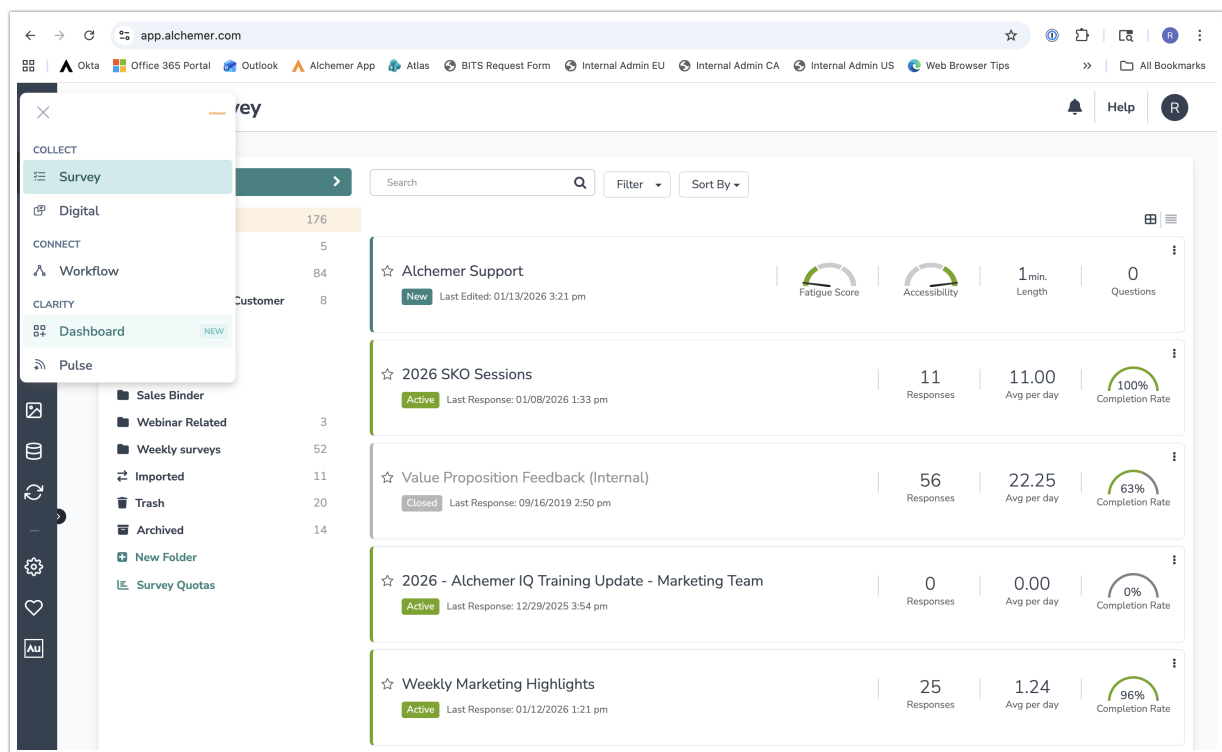 app.alchemer.com
Okta
Office 365 Portal
Outlook
Alchemer App
Atlas
BITS Request Form
Internal Admin EU
Internal Admin CA
Internal Admin US
Web Browser Tips
»
All Bookmarks
R
vey
Help
R
COLLECT
Survey
Digital
CONNECT
Workflow
CLARITY
Dashboard NEW
Pulse
Search
Filter
Sort By
176
5
84
Customer 8
Sales Binder
Webinar Related 3
Weekly surveys 52
Imported 11
Trash 20
Archived 14
New Folder
Survey Quotas
Au
Alchemer Support
New Last Edited: 01/13/2026 3:21 pm
Fatigue Score
Accessibility
1 min.
Length
0
Questions
2026 SKO Sessions
Active Last Response: 01/08/2026 1:33 pm
11
Responses
11.00
Avg per day
100%
Completion Rate
Value Proposition Feedback (Internal)
Closed Last Response: 09/16/2019 2:50 pm
56
Responses
22.25
Avg per day
63%
Completion Rate
2026 - Alchemer IQ Training Update - Marketing Team
Active Last Response: 12/29/2025 3:54 pm
0
Responses
0.00
Avg per day
0%
Completion Rate
Weekly Marketing Highlights
Active Last Response: 01/12/2026 1:21 pm
25
Responses
1.24
Avg per day
96%
Completion Rate